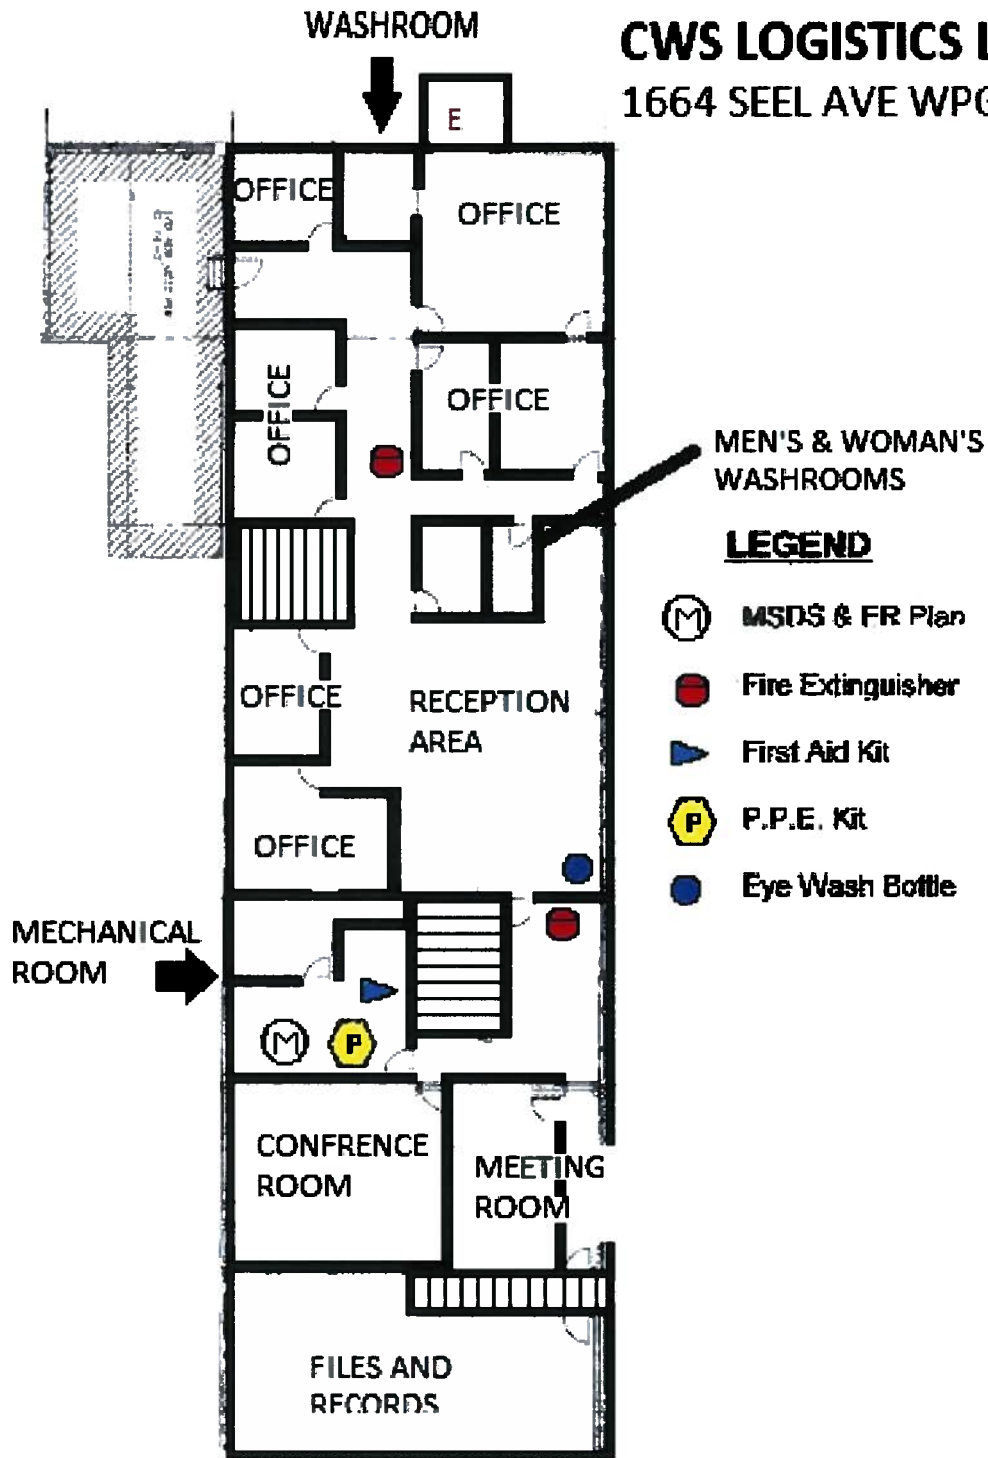 WASHROOM
CWS LOGISTICS L
1664 SEEL AVE WPG
E
OFFICE
OFFICE
OFFICE
OFFICE
MEN'S & WOMAN'S
WASHROOMS
LEGEND
M MSDS & ER Plan
Fire Extinguisher
First Aid Kit
P P.P.E. Kit
Eye Wash Bottle
OFFICE
RECEPTION
AREA
OFFICE
MECHANICAL
ROOM
M
P
CONFRENCE
ROOM
MEETING
ROOM
FILES AND
RECORDS